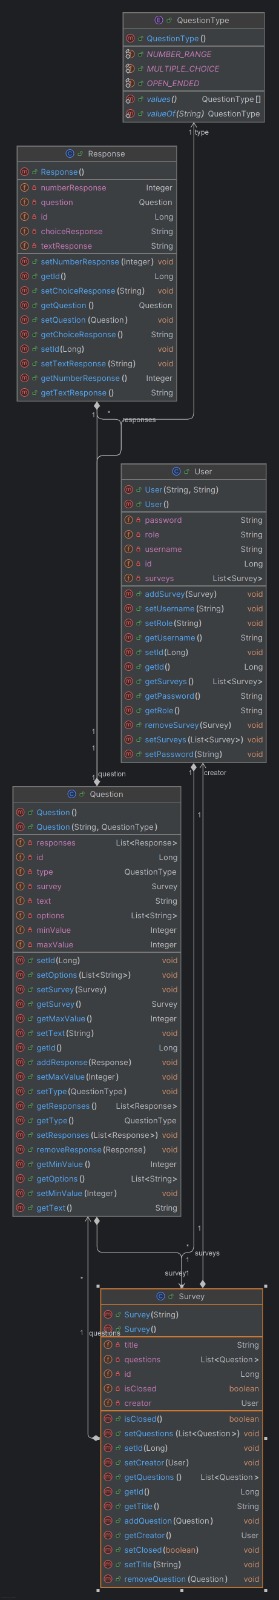 QuestionType
QuestionType()
NUMBER_RANGE
MULTIPLE_CHOICE
OPEN_ENDED
values() QuestionType[]
valueOf(String) QuestionType
1 type
Response
Response()
numberResponse Integer
question Question
id Long
choiceResponse String
textResponse String
setNumberResponse(Integer) void
getId() Long
setChoiceResponse(String) void
getQuestion() Question
setQuestion(Question) void
getChoiceResponse() String
setId(Long) void
setTextResponse(String) void
getNumberResponse() Integer
getTextResponse() String
*
1
responses
User
User(String, String)
User()
password String
role String
username String
id Long
surveys List<Survey>
addSurvey(Survey) void
setUsername(String) void
setRole(String) void
getUsername() String
setId(Long) void
getId() Long
getSurveys() List<Survey>
getPassword() String
getRole() String
removeSurvey(Survey) void
setSurveys(List<Survey>) void
setPassword(String) void
1
1
1
question
1
creator
1
Question
Question()
Question(String, QuestionType)
responses List<Response>
id Long
type QuestionType
survey Survey
text String
options List<String>
minValue Integer
maxValue Integer
setId(Long) void
setOptions(List<String>) void
setSurvey(Survey) void
getSurvey() Survey
getMaxValue() Integer
setText(String) void
getId() Long
addResponse(Response) void
setMaxValue(Integer) void
setType(QuestionType) void
getResponses() List<Response>
getType() QuestionType
setResponses(List<Response>) void
removeResponse(Response) void
getMinValue() Integer
getOptions() List<String>
setMinValue(Integer) void
getText() String
1
*
surveys
1
*
survey1
1
questions
Survey
Survey(String)
Survey()
title String
questions List<Question>
id Long
isClosed boolean
creator User
isClosed() boolean
setQuestions(List<Question>) void
setId(Long) void
setCreator(User) void
getQuestions() List<Question>
getId() Long
getTitle() String
addQuestion(Question) void
getCreator() User
setClosed(boolean) void
setTitle(String) void
removeQuestion(Question) void